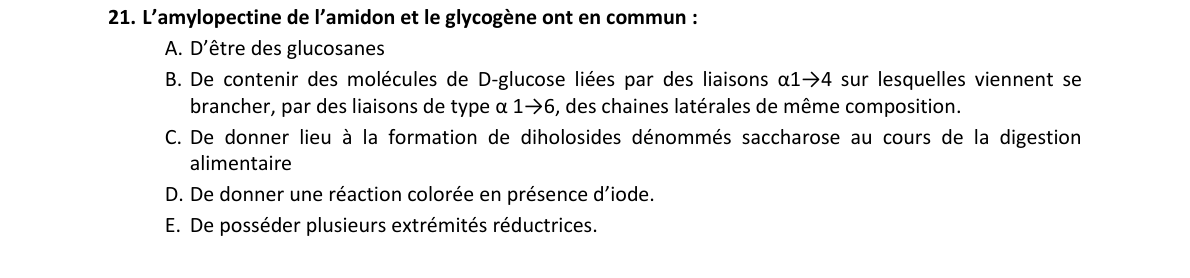 21. L’amylopectine de l’amidon et le glycogène ont en commun :
A. D’être des glucosanes
B. De contenir des molécules de D-glucose liées par des liaisons α1→4 sur lesquelles viennent se
brancher, par des liaisons de type α 1→6, des chaines latérales de même composition.
C. De donner lieu à la formation de diholosides dénommés saccharose au cours de la digestion
alimentaire
D. De donner une réaction colorée en présence d’iode.
E. De posséder plusieurs extrémités réductrices.